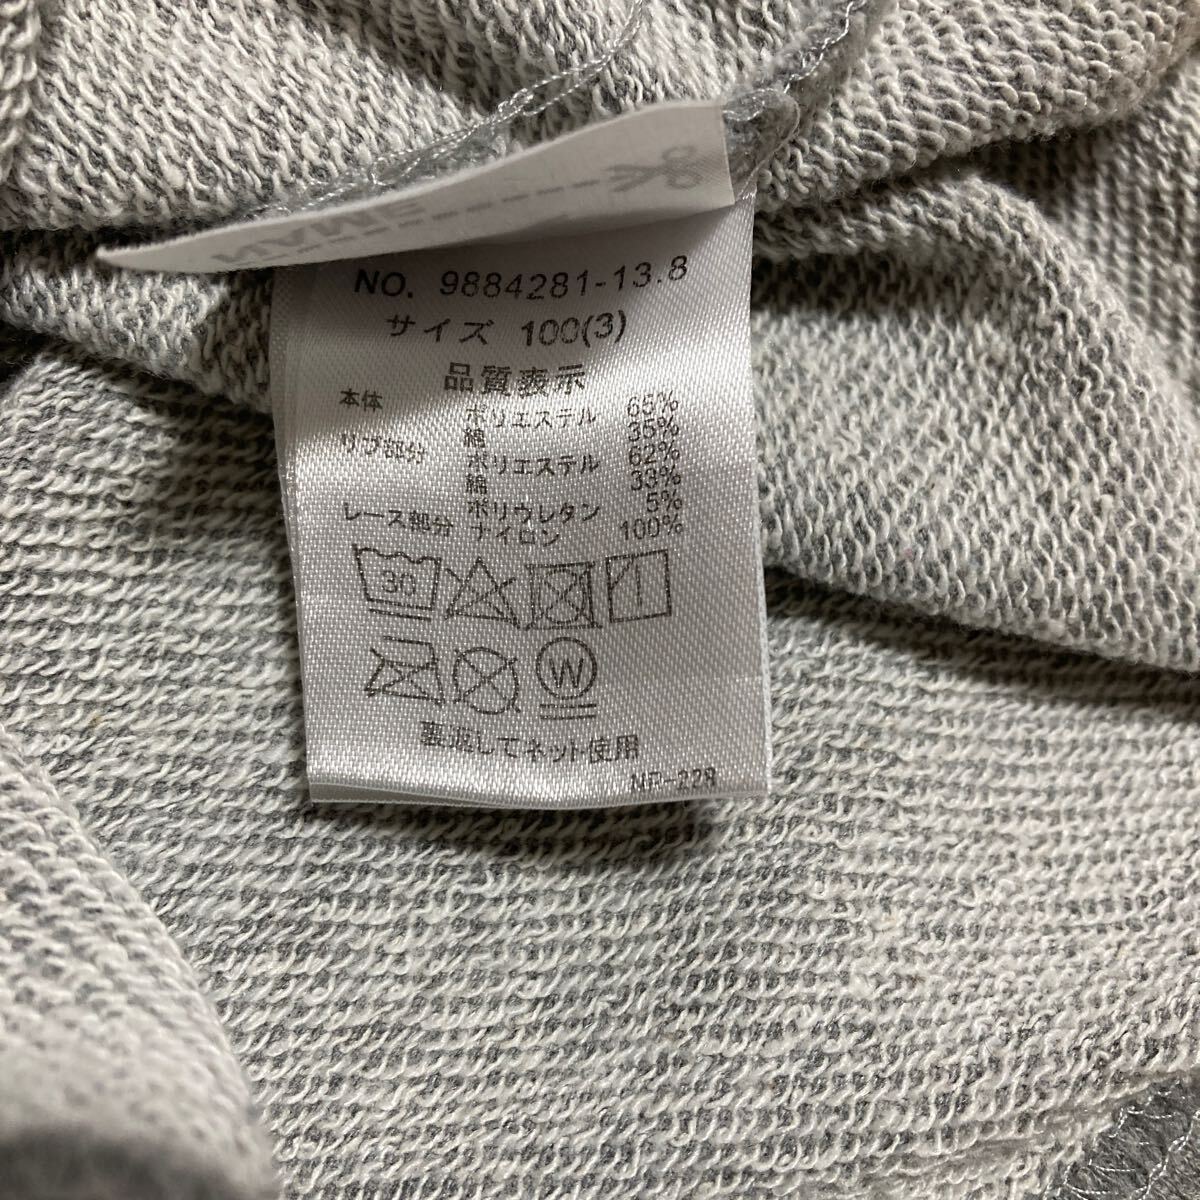 NAME
NO. 9884281-13.8
サイズ 100(3)
品質表示
本体 ポリエステル 65%
綿 35%
リブ部分 ポリエステル 62%
綿 33%
ポリウレタン 5%
レース部分 ナイロン 100%
30
W
裏返してネット使用
NP-228